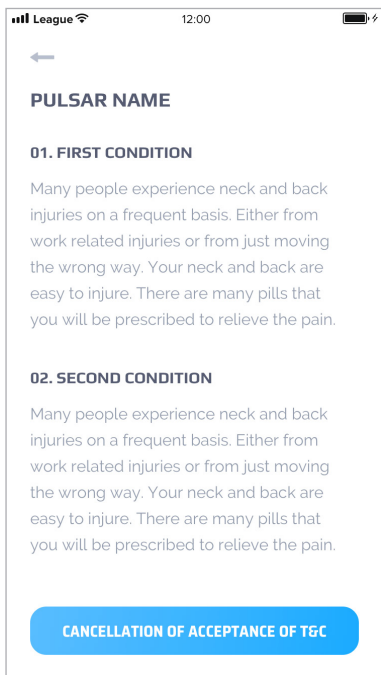 League
12:00
PULSAR NAME
01. FIRST CONDITION
Many people experience neck and back
injuries on a frequent basis. Either from
work related injuries or from just moving
the wrong way. Your neck and back are
easy to injure. There are many pills that
you will be prescribed to relieve the pain.
02. SECOND CONDITION
Many people experience neck and back
injuries on a frequent basis. Either from
work related injuries or from just moving
the wrong way. Your neck and back are
easy to injure. There are many pills that
you will be prescribed to relieve the pain.
CANCELLATION OF ACCEPTANCE OF T&C